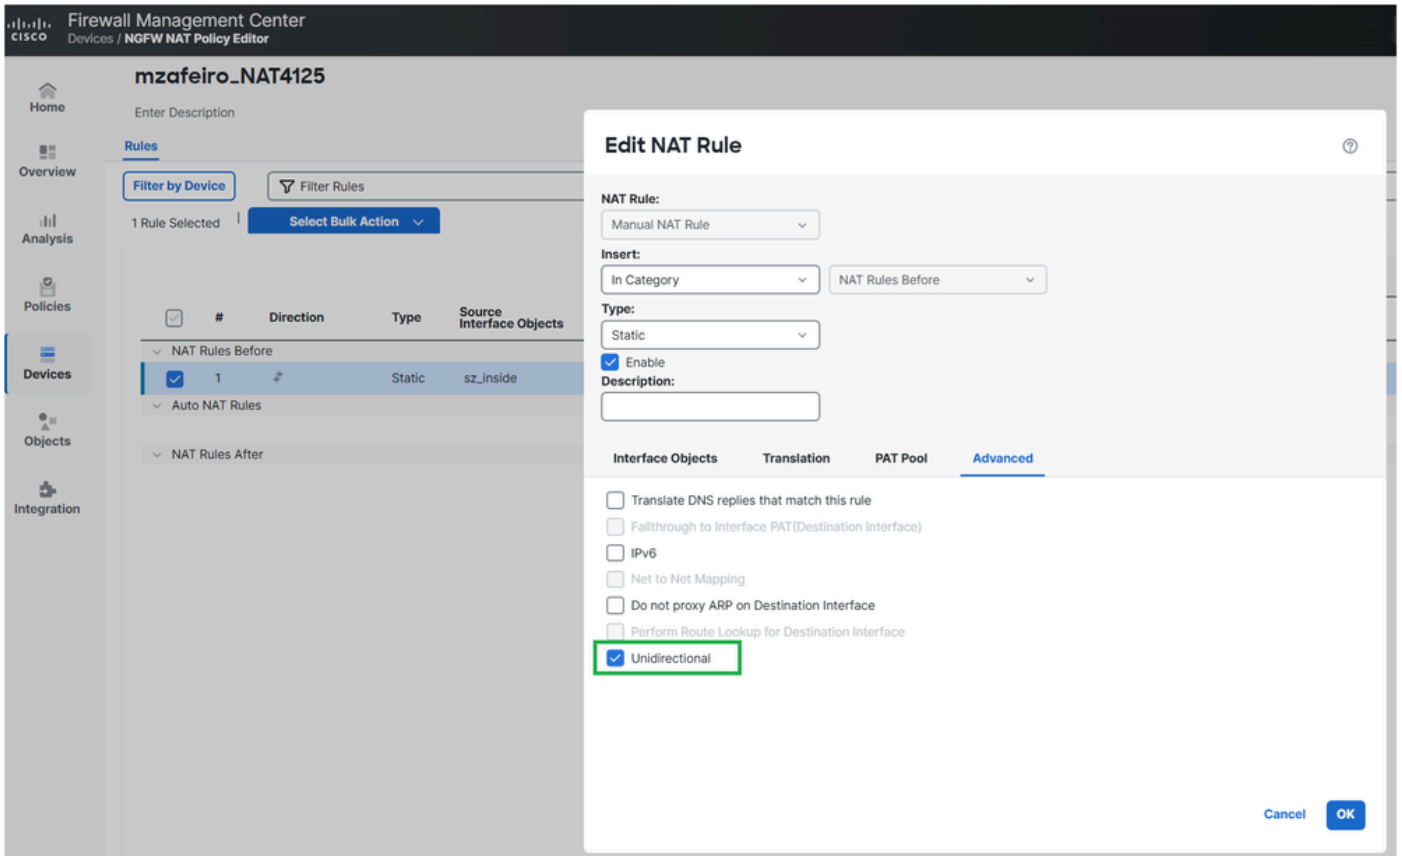 Firewall Management Center
CISCO
Devices / NGFW NAT Policy Editor
Home
Overview
Analysis
Policies
Devices
Objects
Integration
mzafeiro_NAT4125
Enter Description
Rules
Filter by Device
Filter Rules
1 Rule Selected
Select Bulk Action
# Direction Type Source Interface Objects
NAT Rules Before
1 Static sz_inside
Auto NAT Rules
NAT Rules After
Edit NAT Rule
NAT Rule:
Manual NAT Rule
Insert:
In Category NAT Rules Before
Type:
Static
Enable
Description:
Interface Objects Translation PAT Pool Advanced
Translate DNS replies that match this rule
Fallthrough to Interface PAT(Destination Interface)
IPv6
Net to Net Mapping
Do not proxy ARP on Destination Interface
Perform Route Lookup for Destination Interface
Unidirectional
Cancel OK